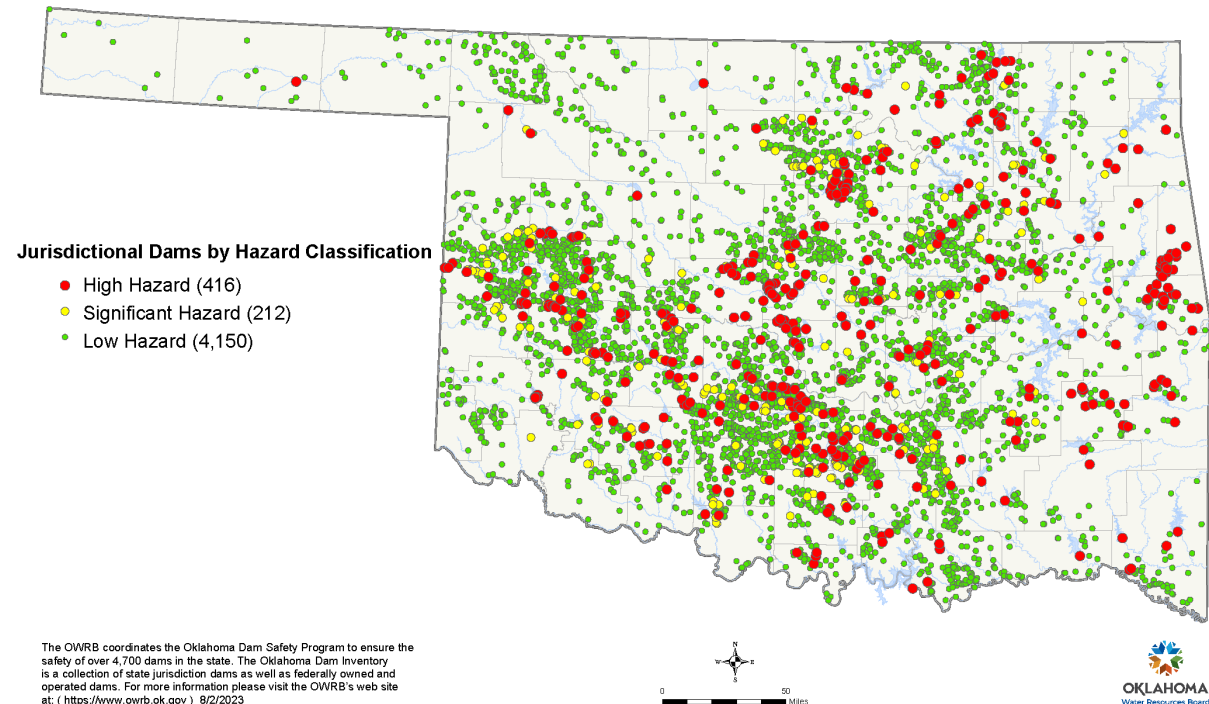 Jurisdictional Dams by Hazard Classification
High Hazard (416)
Significant Hazard (212)
Low Hazard (4,150)
The OWRB coordinates the Oklahoma Dam Safety Program to ensure the
safety of over 4,700 dams in the state. The Oklahoma Dam Inventory
is a collection of state jurisdiction dams as well as federally owned and
operated dams. For more information please visit the OWRB's web site
at: ( https://www.owrb.ok.gov ) 8/2/2023
N
W E
S
0 50
Miles
OKLAHOMA
Water Resources Board